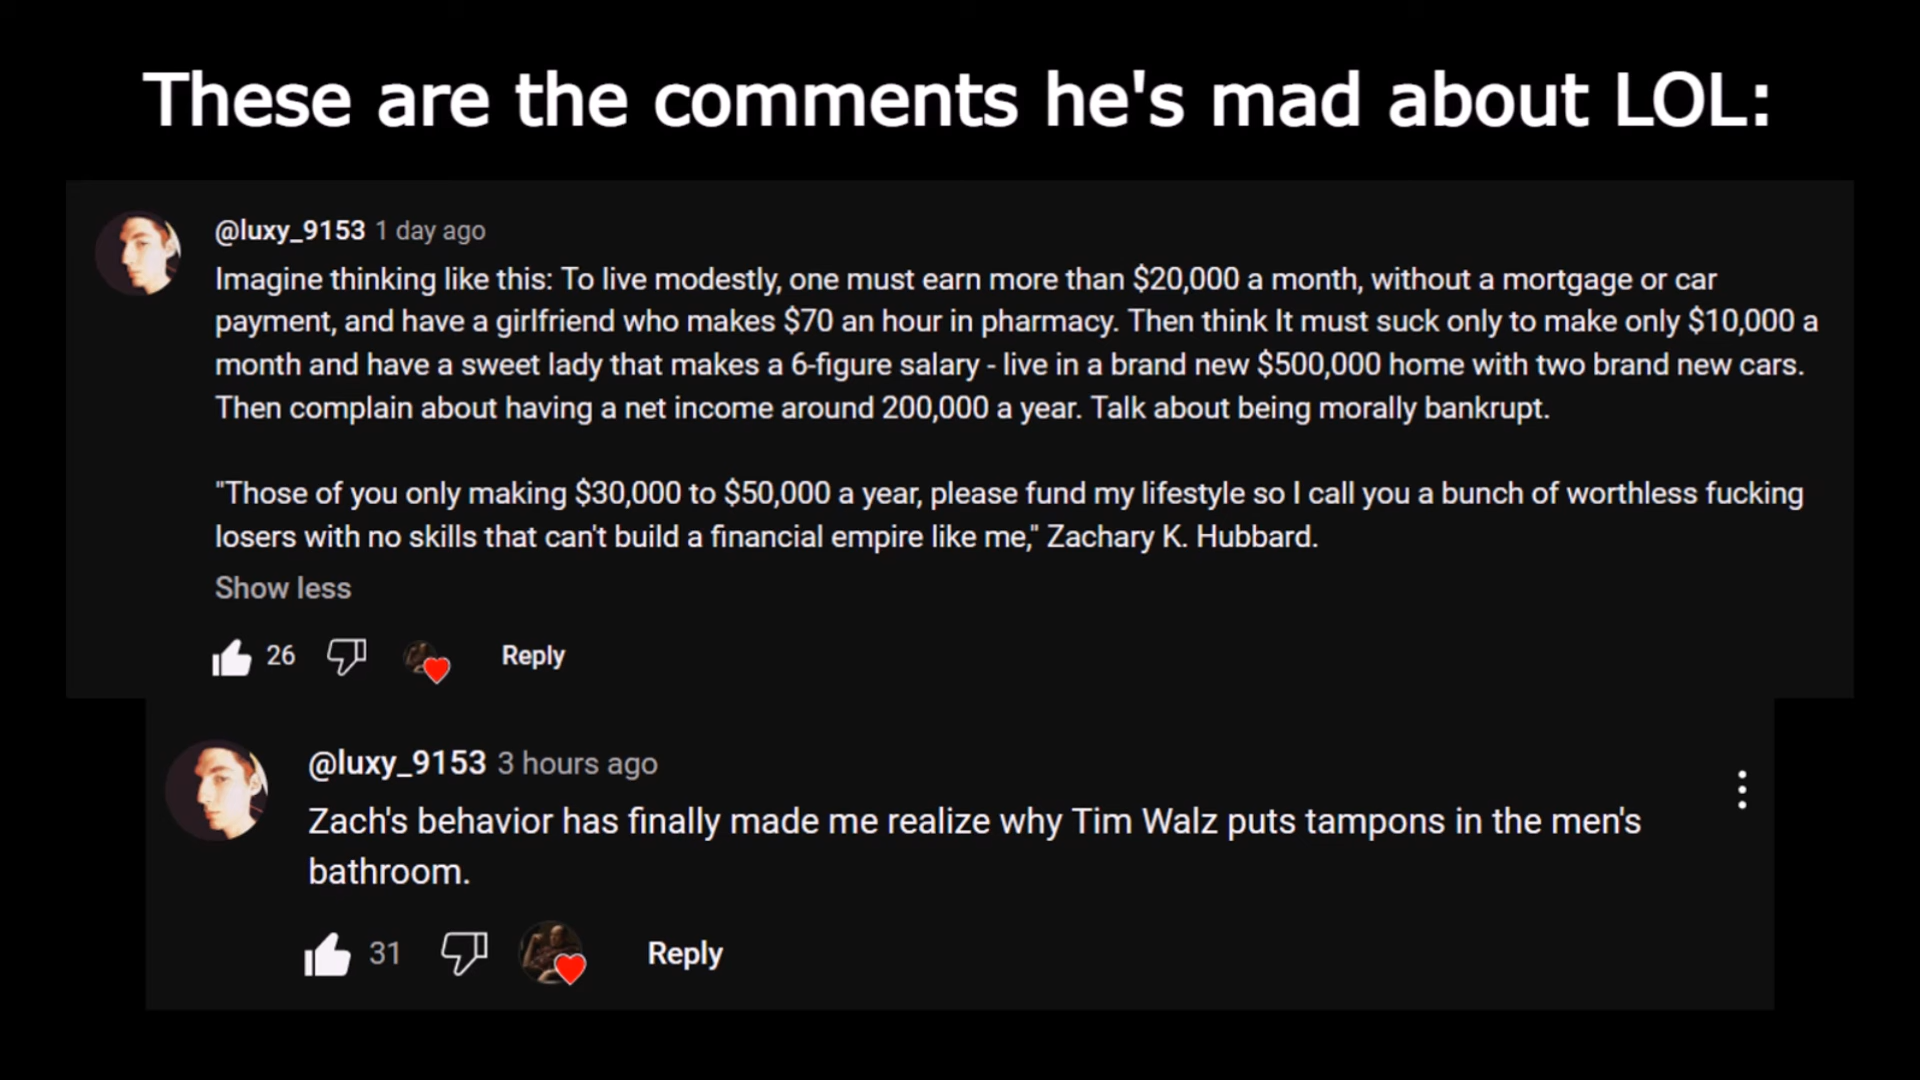 These are the comments he's mad about LOL:
@luxy_9153 1 day ago
Imagine thinking like this: To live modestly, one must earn more than $20,000 a month, without a mortgage or car
payment, and have a girlfriend who makes $70 an hour in pharmacy. Then think It must suck only to make only $10,000 a
month and have a sweet lady that makes a 6-figure salary - live in a brand new $500,000 home with two brand new cars.
Then complain about having a net income around 200,000 a year. Talk about being morally bankrupt.
"Those of you only making $30,000 to $50,000 a year, please fund my lifestyle so I call you a bunch of worthless fucking
losers with no skills that can't build a financial empire like me," Zachary K. Hubbard.
Show less
26 Reply
@luxy_9153 3 hours ago
Zach's behavior has finally made me realize why Tim Walz puts tampons in the men's
bathroom.
31 Reply